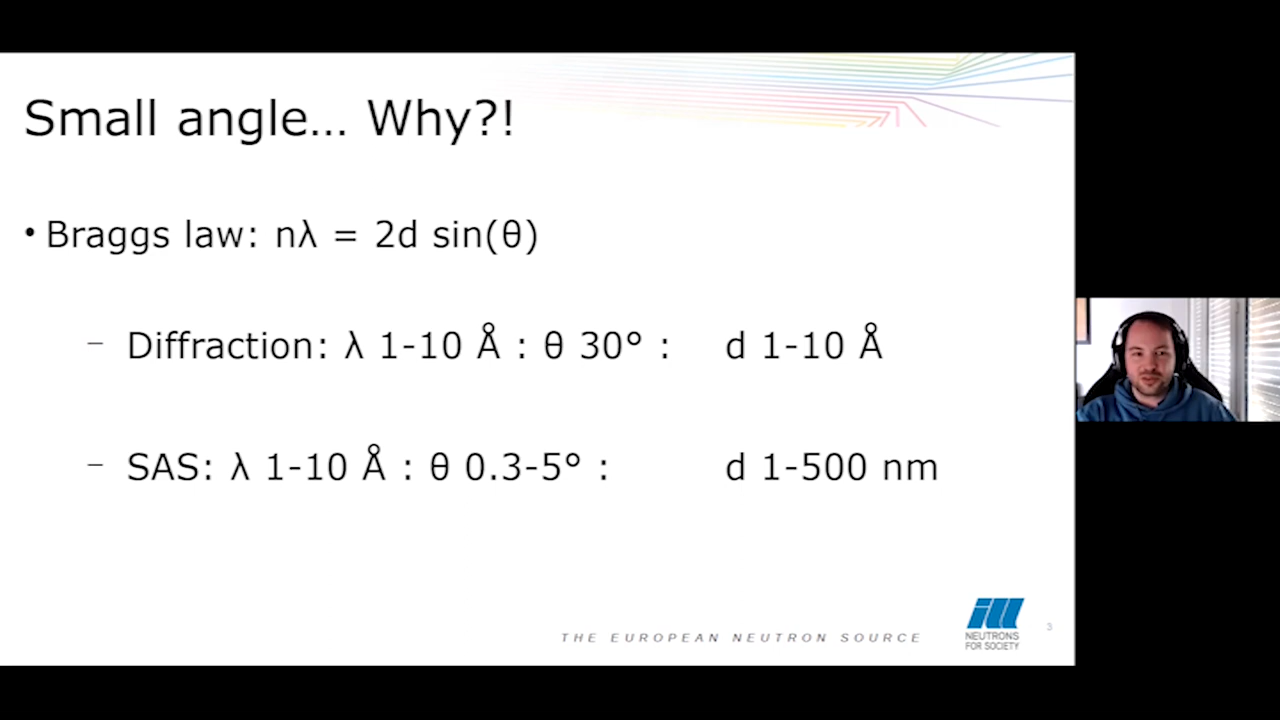 Small angle... Why?!
• Braggs law: nλ = 2d sin(θ)
– Diffraction: λ 1-10 Å : θ 30° : d 1-10 Å
– SAS: λ 1-10 Å : θ 0.3-5° : d 1-500 nm
THE EUROPEAN NEUTRON SOURCE
ill
NEUTRONS
FOR SOCIETY
3